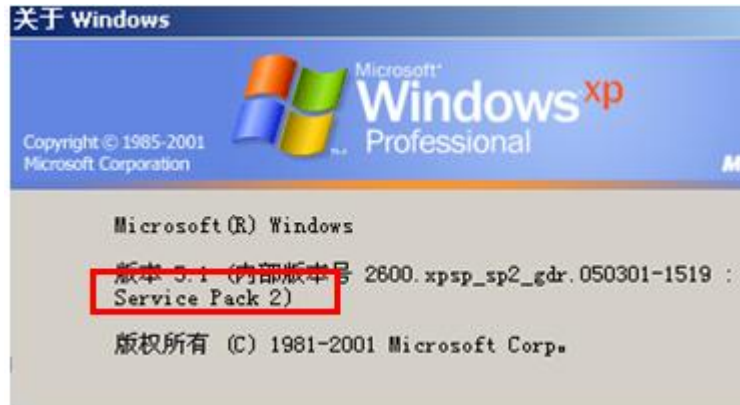 关于 Windows
Microsoft
Windows xp
Professional
Copyright © 1985-2001
Microsoft Corporation
Microsoft(R) Windows
版本 5.1 (内部版本号 2600.xpsp_sp2_gdr.050301-1519 :
Service Pack 2)
版权所有 (C) 1981-2001 Microsoft Corp.